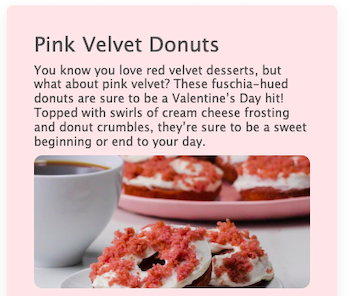 Pink Velvet Donuts
You know you love red velvet desserts, but
what about pink velvet? These fuschia-hued
donuts are sure to be a Valentine's Day hit!
Topped with swirls of cream cheese frosting
and donut crumbles, they're sure to be a sweet
beginning or end to your day.